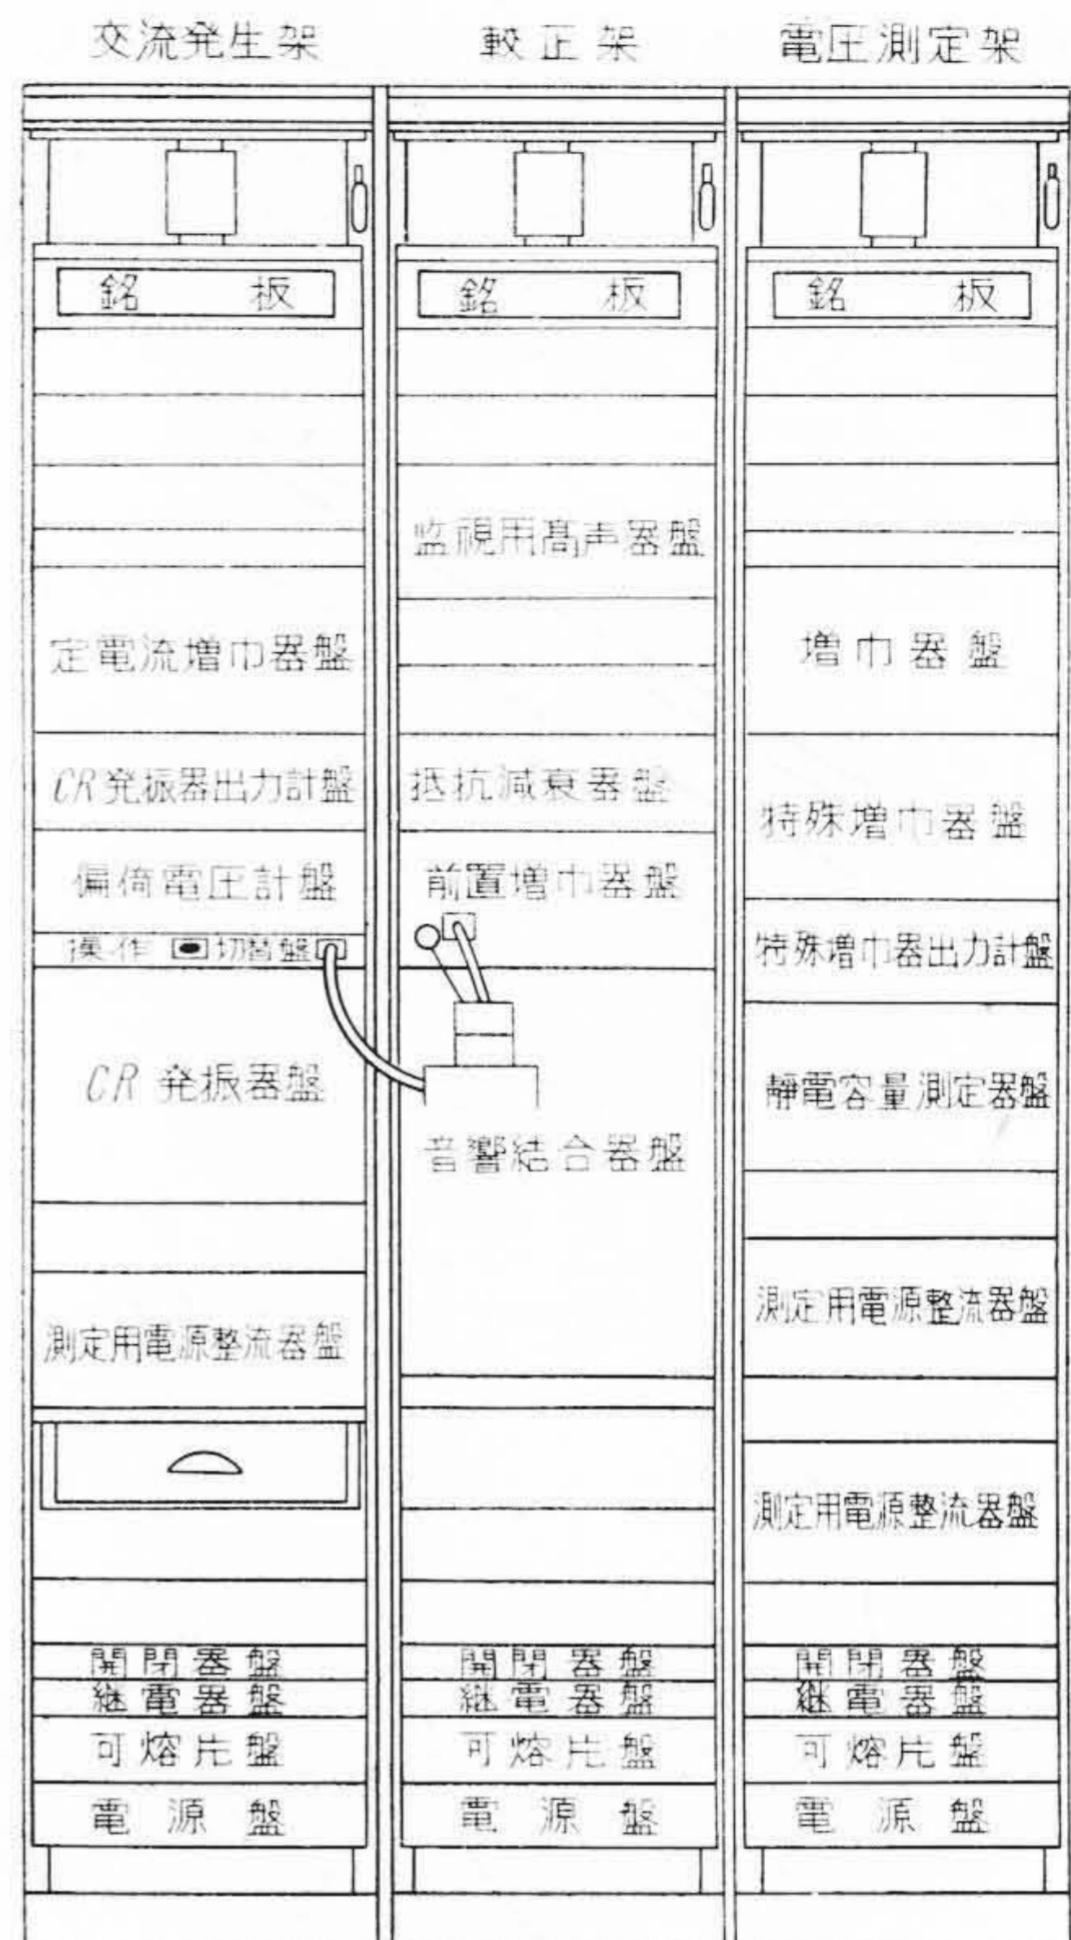 交流発生架
銘 板
定電流増巾器盤
CR発振器出力計盤
偏倚電圧計盤
操作 切替盤
CR発振器盤
測定用電源整流器盤
開閉器盤
継電器盤
可熔片盤
電源盤
較正架
銘 板
監視用高声器盤
抵抗減衰器盤
前置増巾器盤
音響結合器盤
開閉器盤
継電器盤
可熔片盤
電源盤
電圧測定架
銘 板
増巾器盤
特殊増巾器盤
特殊増巾器出力計盤
静電容量測定器盤
測定用電源整流器盤
測定用電源整流器盤
開閉器盤
継電器盤
可熔片盤
電源盤